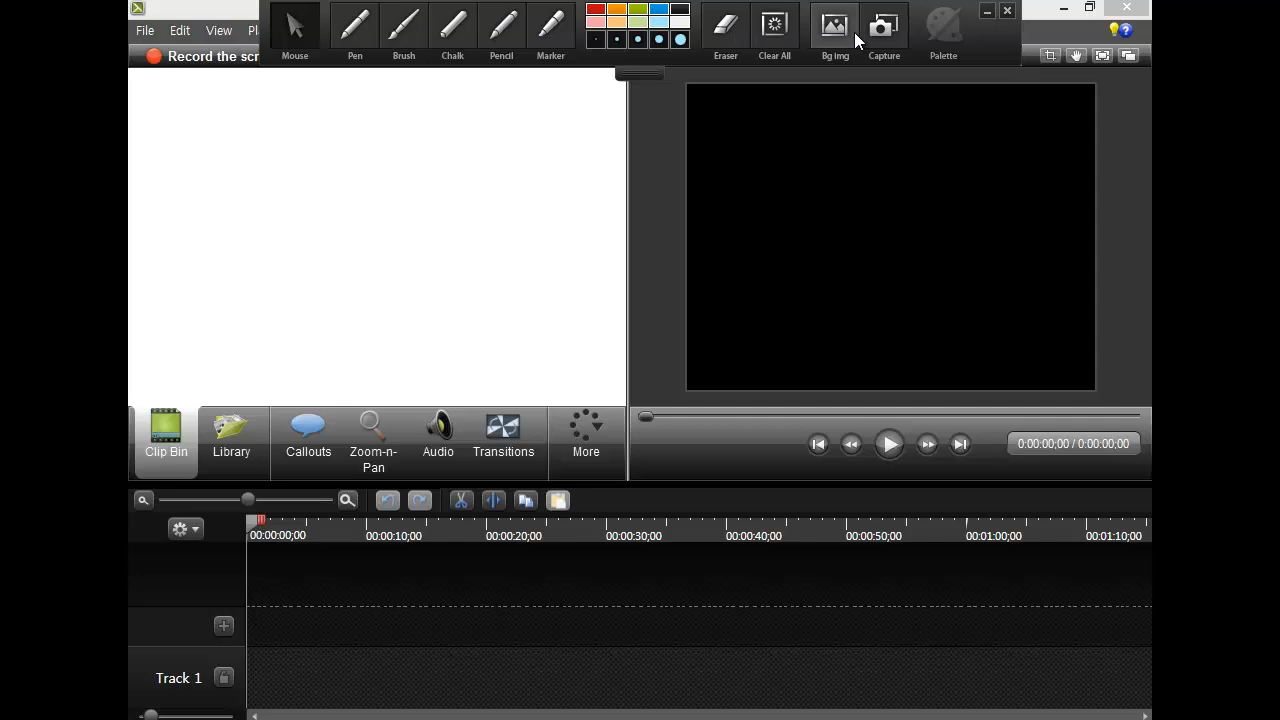 File Edit View Pl
Mouse Pen Brush Chalk Pencil Marker Eraser Clear All Bg img Capture Palette
Record the scr
Clip Bin Library Callouts Zoom-n-Pan Audio Transitions More
0:00:00;00 / 0:00:00;00
00:00:00;00 00:00:10;00 00:00:20;00 00:00:30;00 00:00:40;00 00:00:50;00 00:01:00;00 00:01:10;00
Track 1